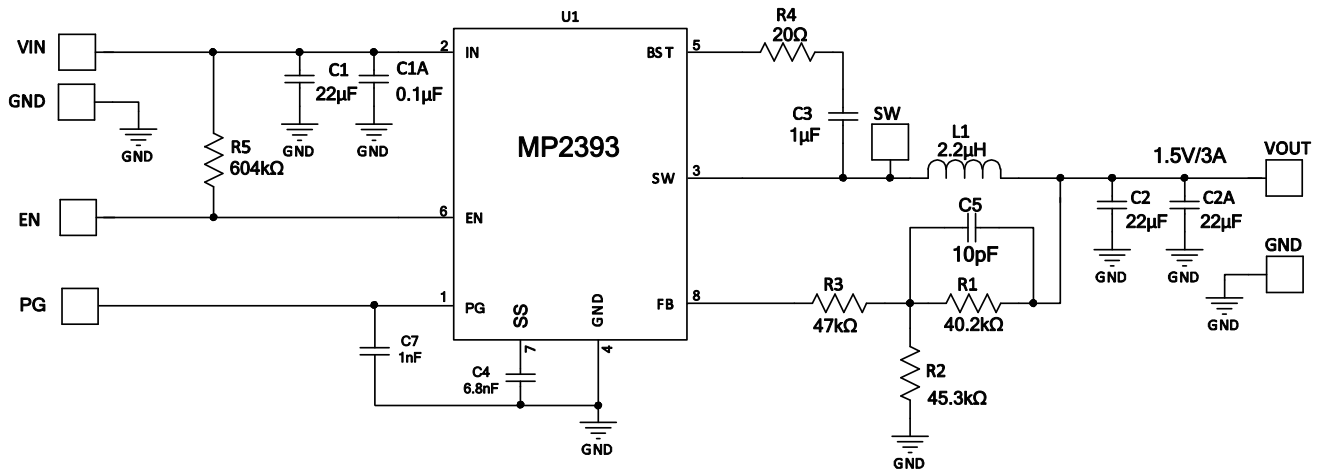 U1
MP2393
VIN
GND
GND
EN
PG
R5
604kΩ
C1
22µF
GND
C1A
0.1µF
GND
2
IN
6
EN
1
PG
C7
1nF
SS
7
C4
6.8nF
GND
4
GND
BST
5
R4
20Ω
C3
1µF
SW
3
SW
L1
2.2µH
1.5V/3A
VOUT
C2
22µF
GND
C2A
22µF
GND
GND
GND
C5
10pF
FB
8
R3
47kΩ
R1
40.2kΩ
R2
45.3kΩ
GND